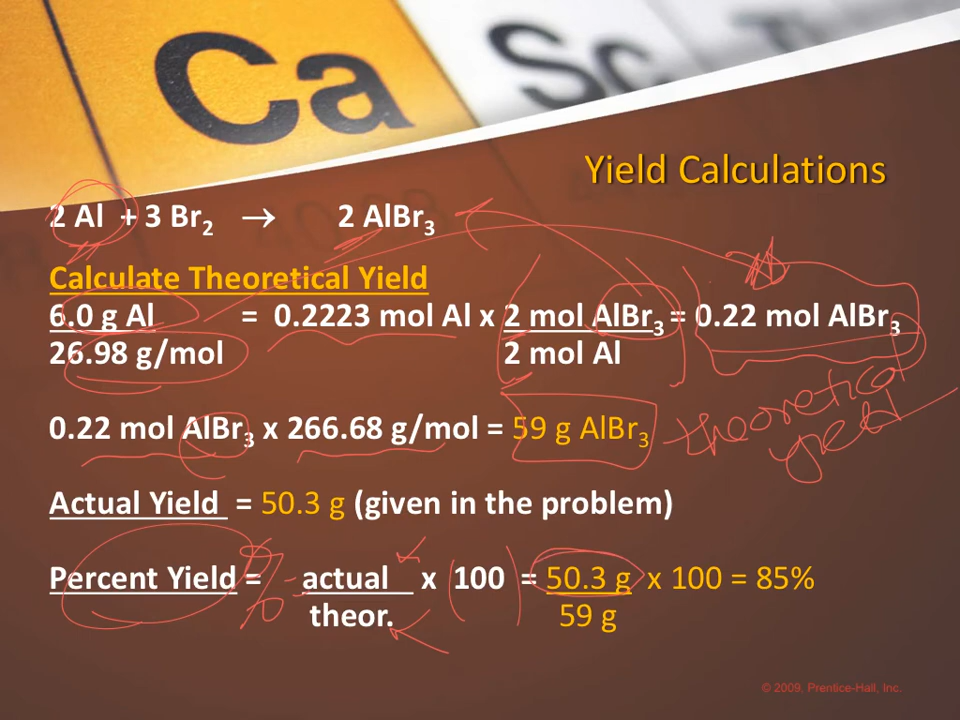 Ca Sc
Yield Calculations
2 Al + 3 Br₂ → 2 AlBr₃
Calculate Theoretical Yield
6.0 g Al = 0.2223 mol Al x 2 mol AlBr₃ = 0.22 mol AlBr₃
26.98 g/mol 2 mol Al
0.22 mol AlBr₃ x 266.68 g/mol = 59 g AlBr₃
theoretical
yield
Actual Yield = 50.3 g (given in the problem)
Percent Yield = actual x 100 = 50.3 g x 100 = 85%
%
theor. 59 g
© 2009, Prentice-Hall, Inc.